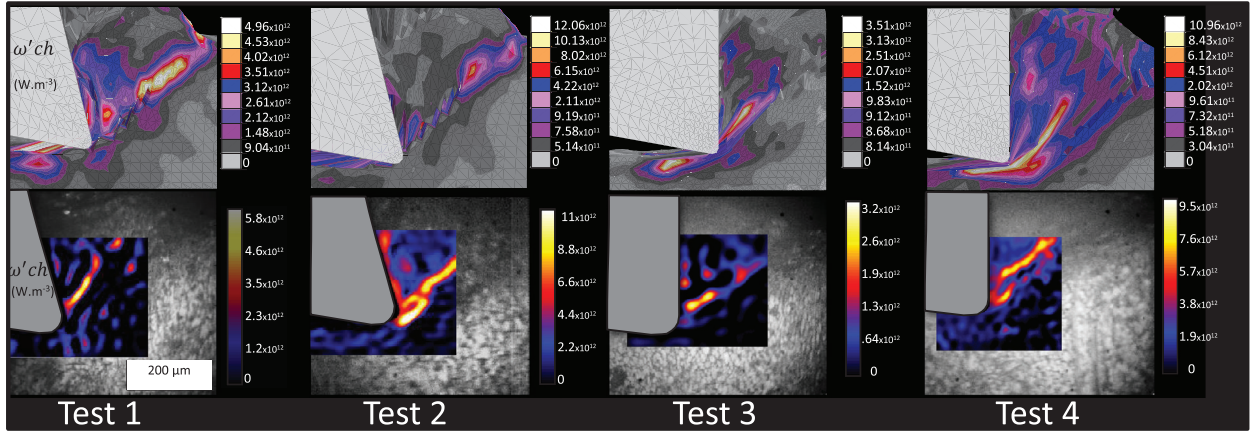 ω'ch
(W.m⁻³)
4.96x10¹²
4.53x10¹²
4.02x10¹²
3.51x10¹²
3.12x10¹²
2.61x10¹²
2.12x10¹²
1.48x10¹²
9.04x10¹¹
0
12.06x10¹²
10.13x10¹²
8.02x10¹²
6.15x10¹²
4.22x10¹²
2.11x10¹²
9.19x10¹¹
7.58x10¹¹
5.14x10¹¹
0
3.51x10¹²
3.13x10¹²
2.51x10¹²
2.07x10¹²
1.52x10¹²
9.83x10¹¹
9.12x10¹¹
8.68x10¹¹
8.14x10¹¹
0
10.96x10¹²
8.43x10¹²
6.12x10¹²
4.51x10¹²
2.02x10¹²
9.61x10¹¹
7.32x10¹¹
5.18x10¹¹
3.04x10¹¹
0
ω'ch
(W.m⁻³)
200 µm
5.8x10¹²
4.6x10¹²
3.5x10¹²
2.3x10¹²
1.2x10¹²
0
11x10¹²
8.8x10¹²
6.6x10¹²
4.4x10¹²
2.2x10¹²
0
3.2x10¹²
2.6x10¹²
1.9x10¹²
1.3x10¹²
.64x10¹²
0
9.5x10¹²
7.6x10¹²
5.7x10¹²
3.8x10¹²
1.9x10¹²
0
Test 1
Test 2
Test 3
Test 4